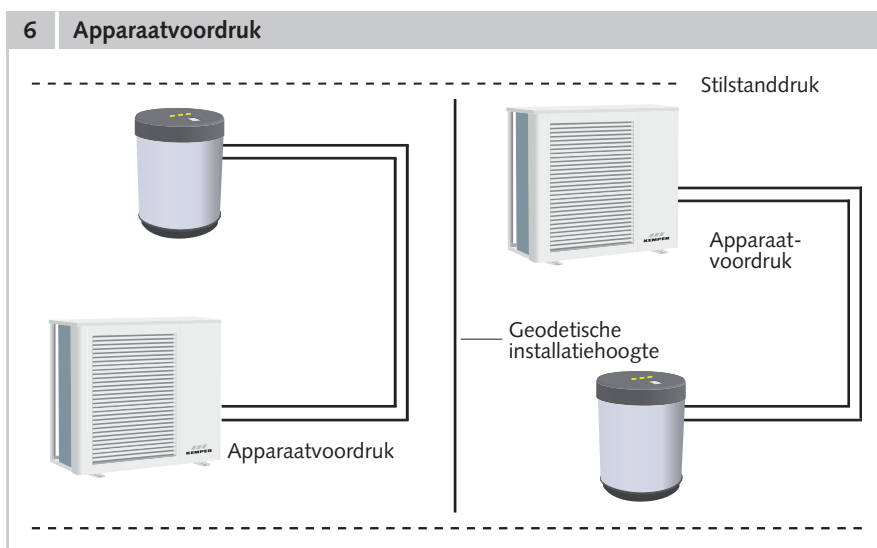 6 Apparaatvoordruk
Stilstanddruk
KEMPER
Apparaat-
voordruk
Geodetische
installatiehoogte
KEMPER
Apparaatvoordruk